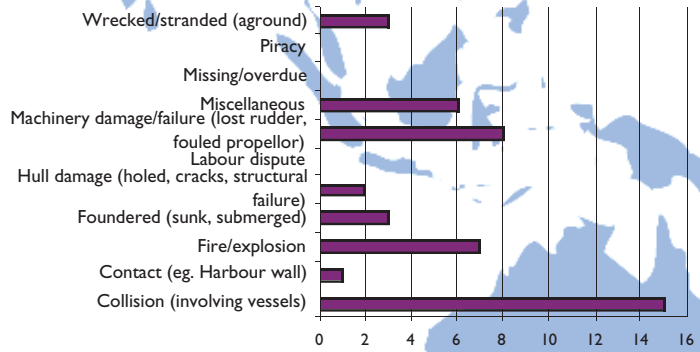 Wrecked/stranded (aground)
Piracy
Missing/overdue
Miscellaneous
Machinery damage/failure (lost rudder,
fouled propellor)
Labour dispute
Hull damage (holed, cracks, structural
failure)
Foundered (sunk, submerged)
Fire/explosion
Contact (eg. Harbour wall)
Collision (involving vessels)
0 2 4 6 8 10 12 14 16